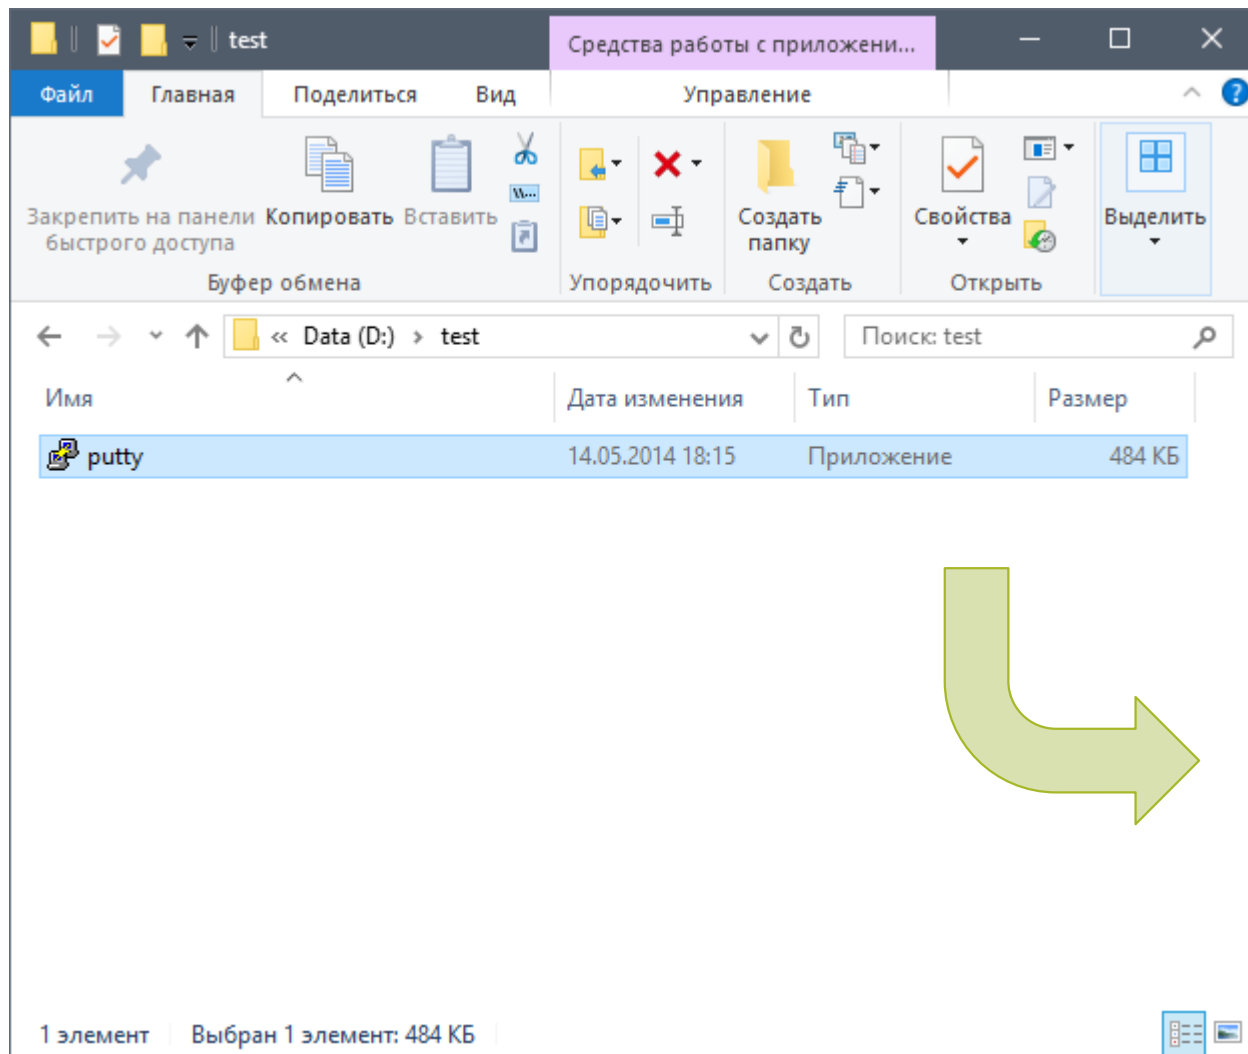 test
Средства работы с приложени...
Файл Главная Поделиться Вид Управление
?
Закрепить на панели быстрого доступа
Копировать
Вставить
W...
Создать папку
Свойства
Выделить
Буфер обмена Упорядочить Создать Открыть
« Data (D:) › test
Поиск: test
Имя Дата изменения Тип Размер
putty 14.05.2014 18:15 Приложение 484 КБ
1 элемент Выбран 1 элемент: 484 КБ